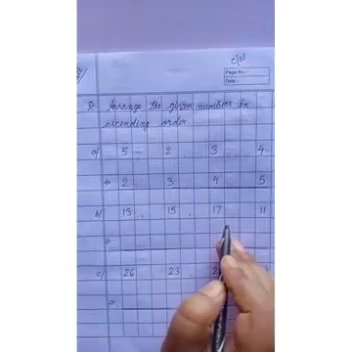 Page No.:
Date:
Q- Arrange the given numbers in
ascending order
a) 5 2 3 4
⇒ 2 3 4 5
b) 13 15 17 11
⇒
c) 26 23
⇒